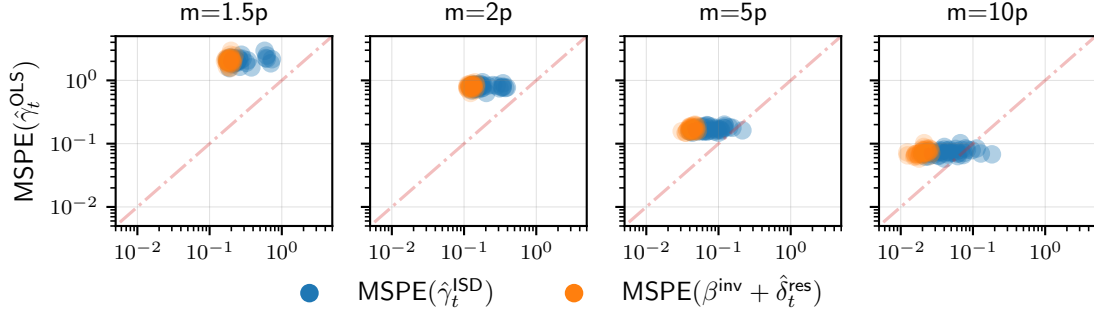 m=1.5p m=2p m=5p m=10p
MSPE(γ̂ₜᴼᴸˢ)
10⁰
10⁻¹
10⁻²
10⁻² 10⁻¹ 10⁰ 10⁻² 10⁻¹ 10⁰ 10⁻² 10⁻¹ 10⁰ 10⁻² 10⁻¹ 10⁰
MSPE(γ̂ₜᴵˢᴰ) MSPE(βⁱⁿᵛ + δ̂ₜʳᵉˢ)